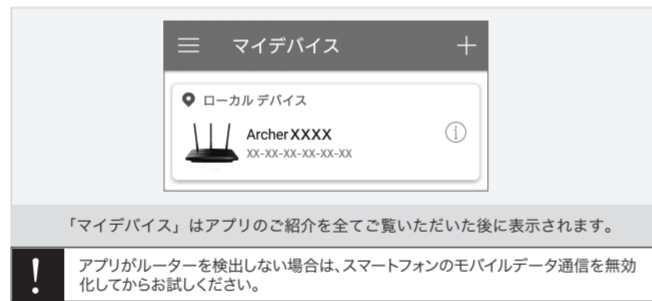 マイデバイス
ローカル デバイス
Archer XXXX
XX-XX-XX-XX-XX-XX
「マイデバイス」はアプリのご紹介を全てご覧いただいた後に表示されます。
アプリがルーターを検出しない場合は、スマートフォンのモバイルデータ通信を無効
化してからお試しください。